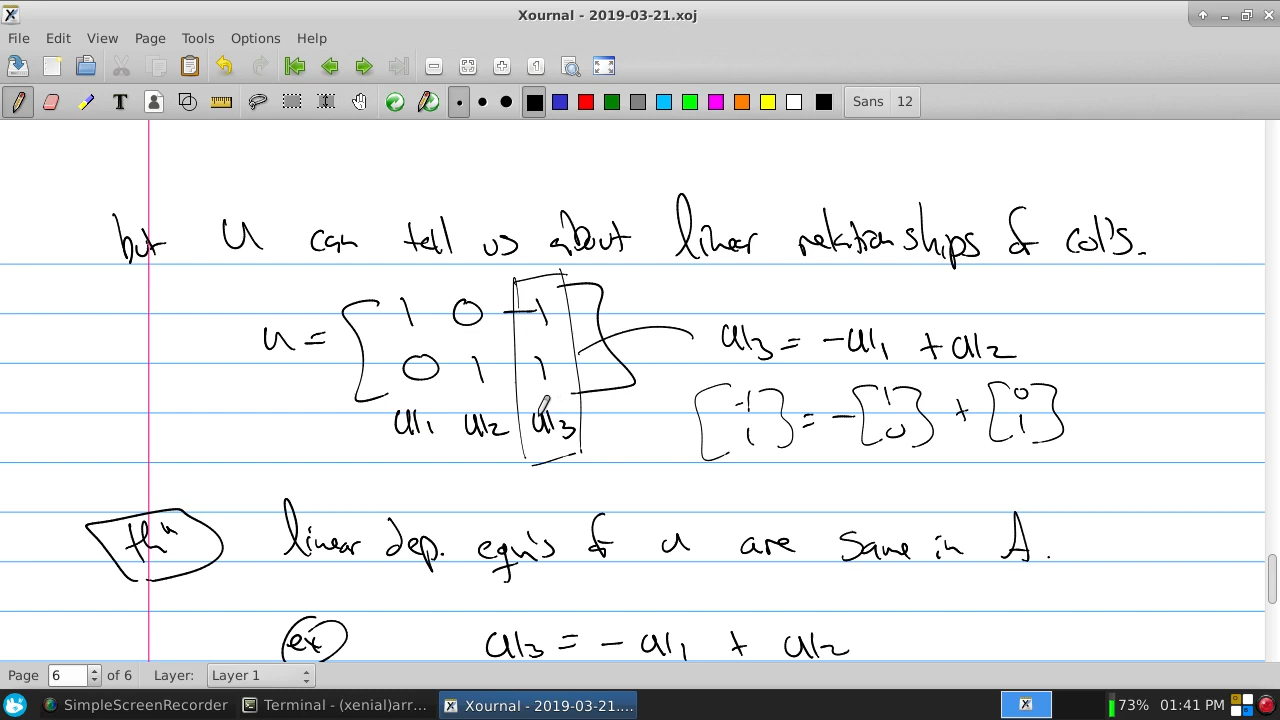 Xournal - 2019-03-21.xoj
File Edit View Page Tools Options Help
Sans 12
but U can tell us about linear relationships of col's.
U = [ 1 0 -1
0 1 1 ]
u1 u2 u3
u3 = -u1 + u2
[-1 1] = -[1 0] + [0 1]
thm linear dep. eqn's of U are same in A.
ex u3 = - u1 + u2
Page 6 of 6 Layer: Layer 1
SimpleScreenRecorder Terminal - (xenial)arr... Xournal - 2019-03-21.... 73% 01:41 PM